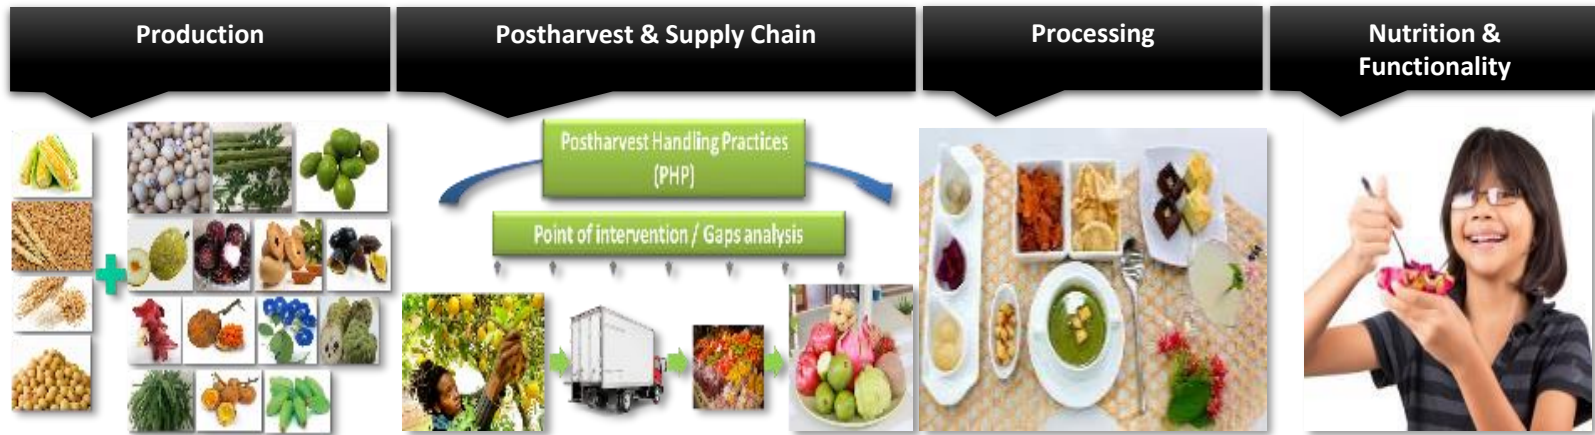 Production
Postharvest & Supply Chain
Processing
Nutrition &
Functionality
Postharvest Handling Practices
(PHP)
Point of intervention / Gaps analysis